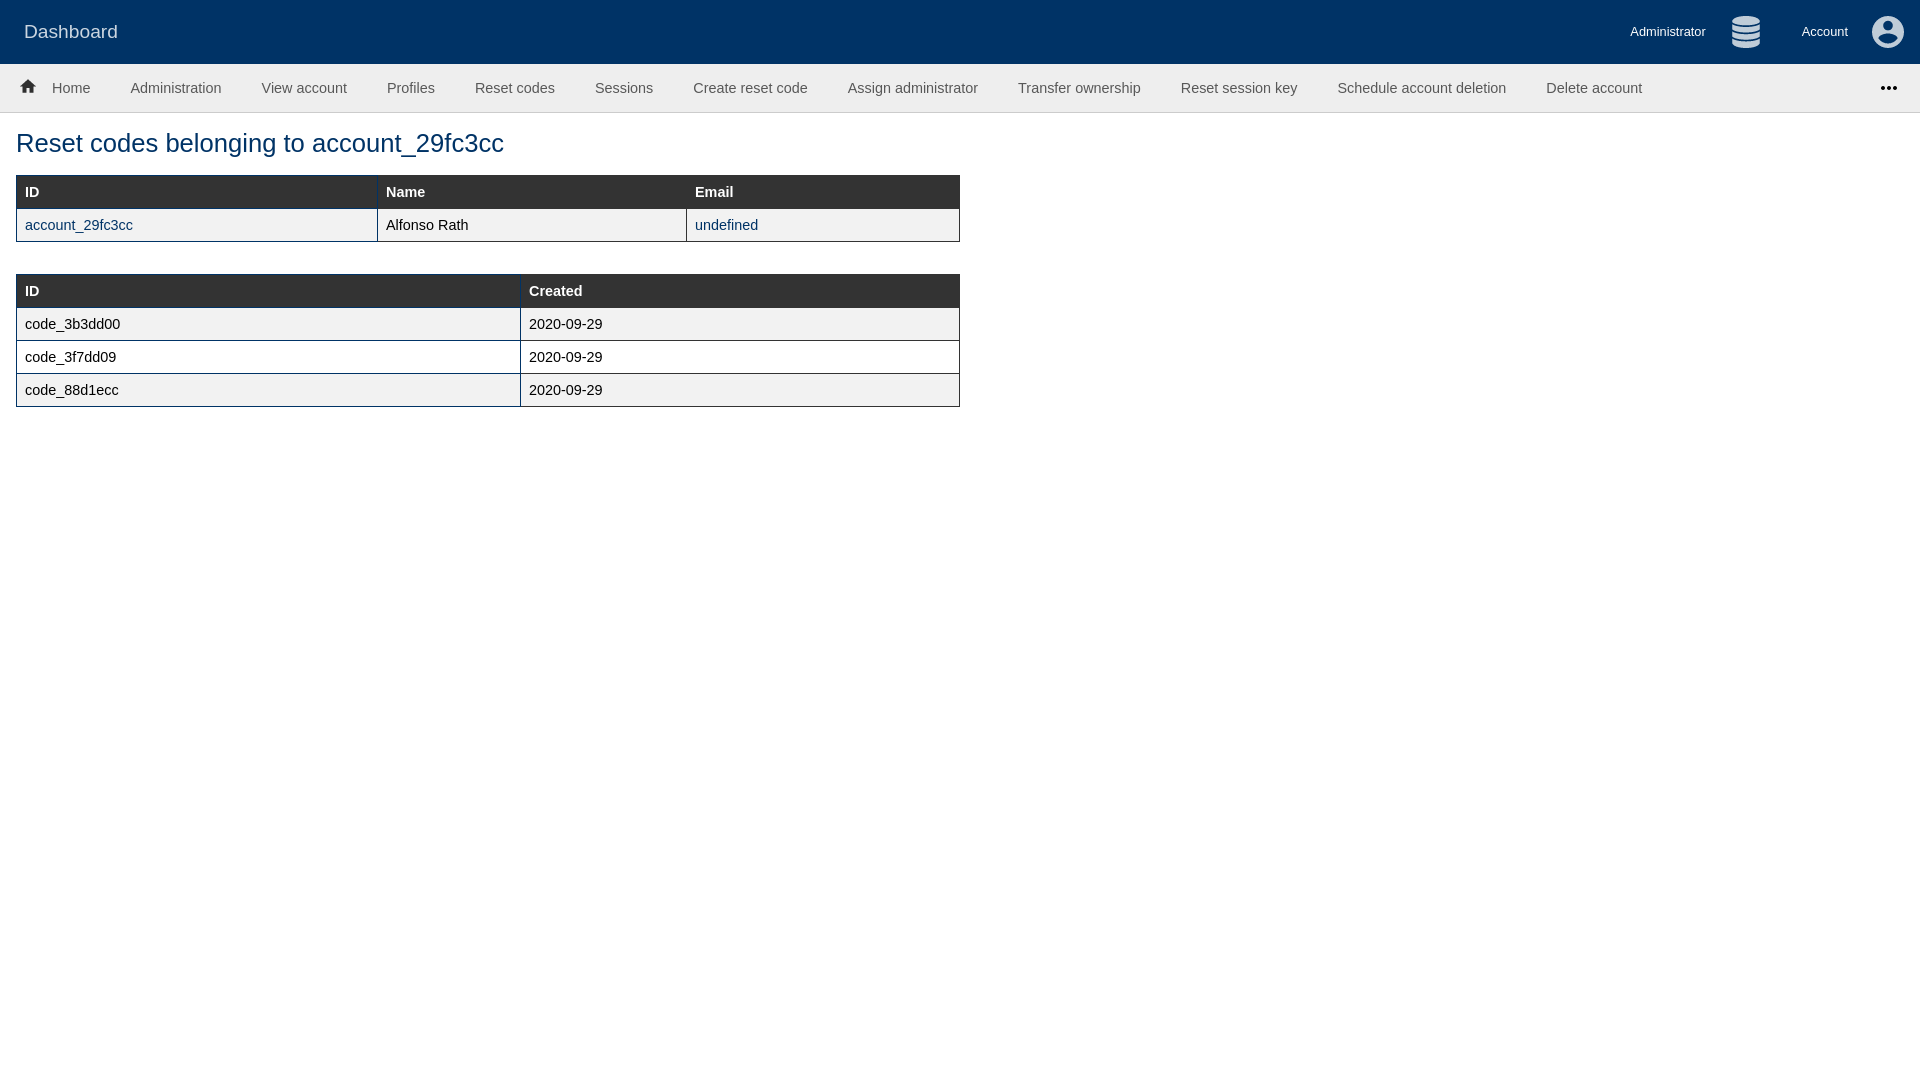 Dashboard
Administrator
Account
Home Administration View account Profiles Reset codes Sessions Create reset code Assign administrator Transfer ownership Reset session key Schedule account deletion Delete account
Reset codes belonging to account_29fc3cc
ID Name Email
account_29fc3cc Alfonso Rath undefined
ID Created
code_3b3dd00 2020-09-29
code_3f7dd09 2020-09-29
code_88d1ecc 2020-09-29